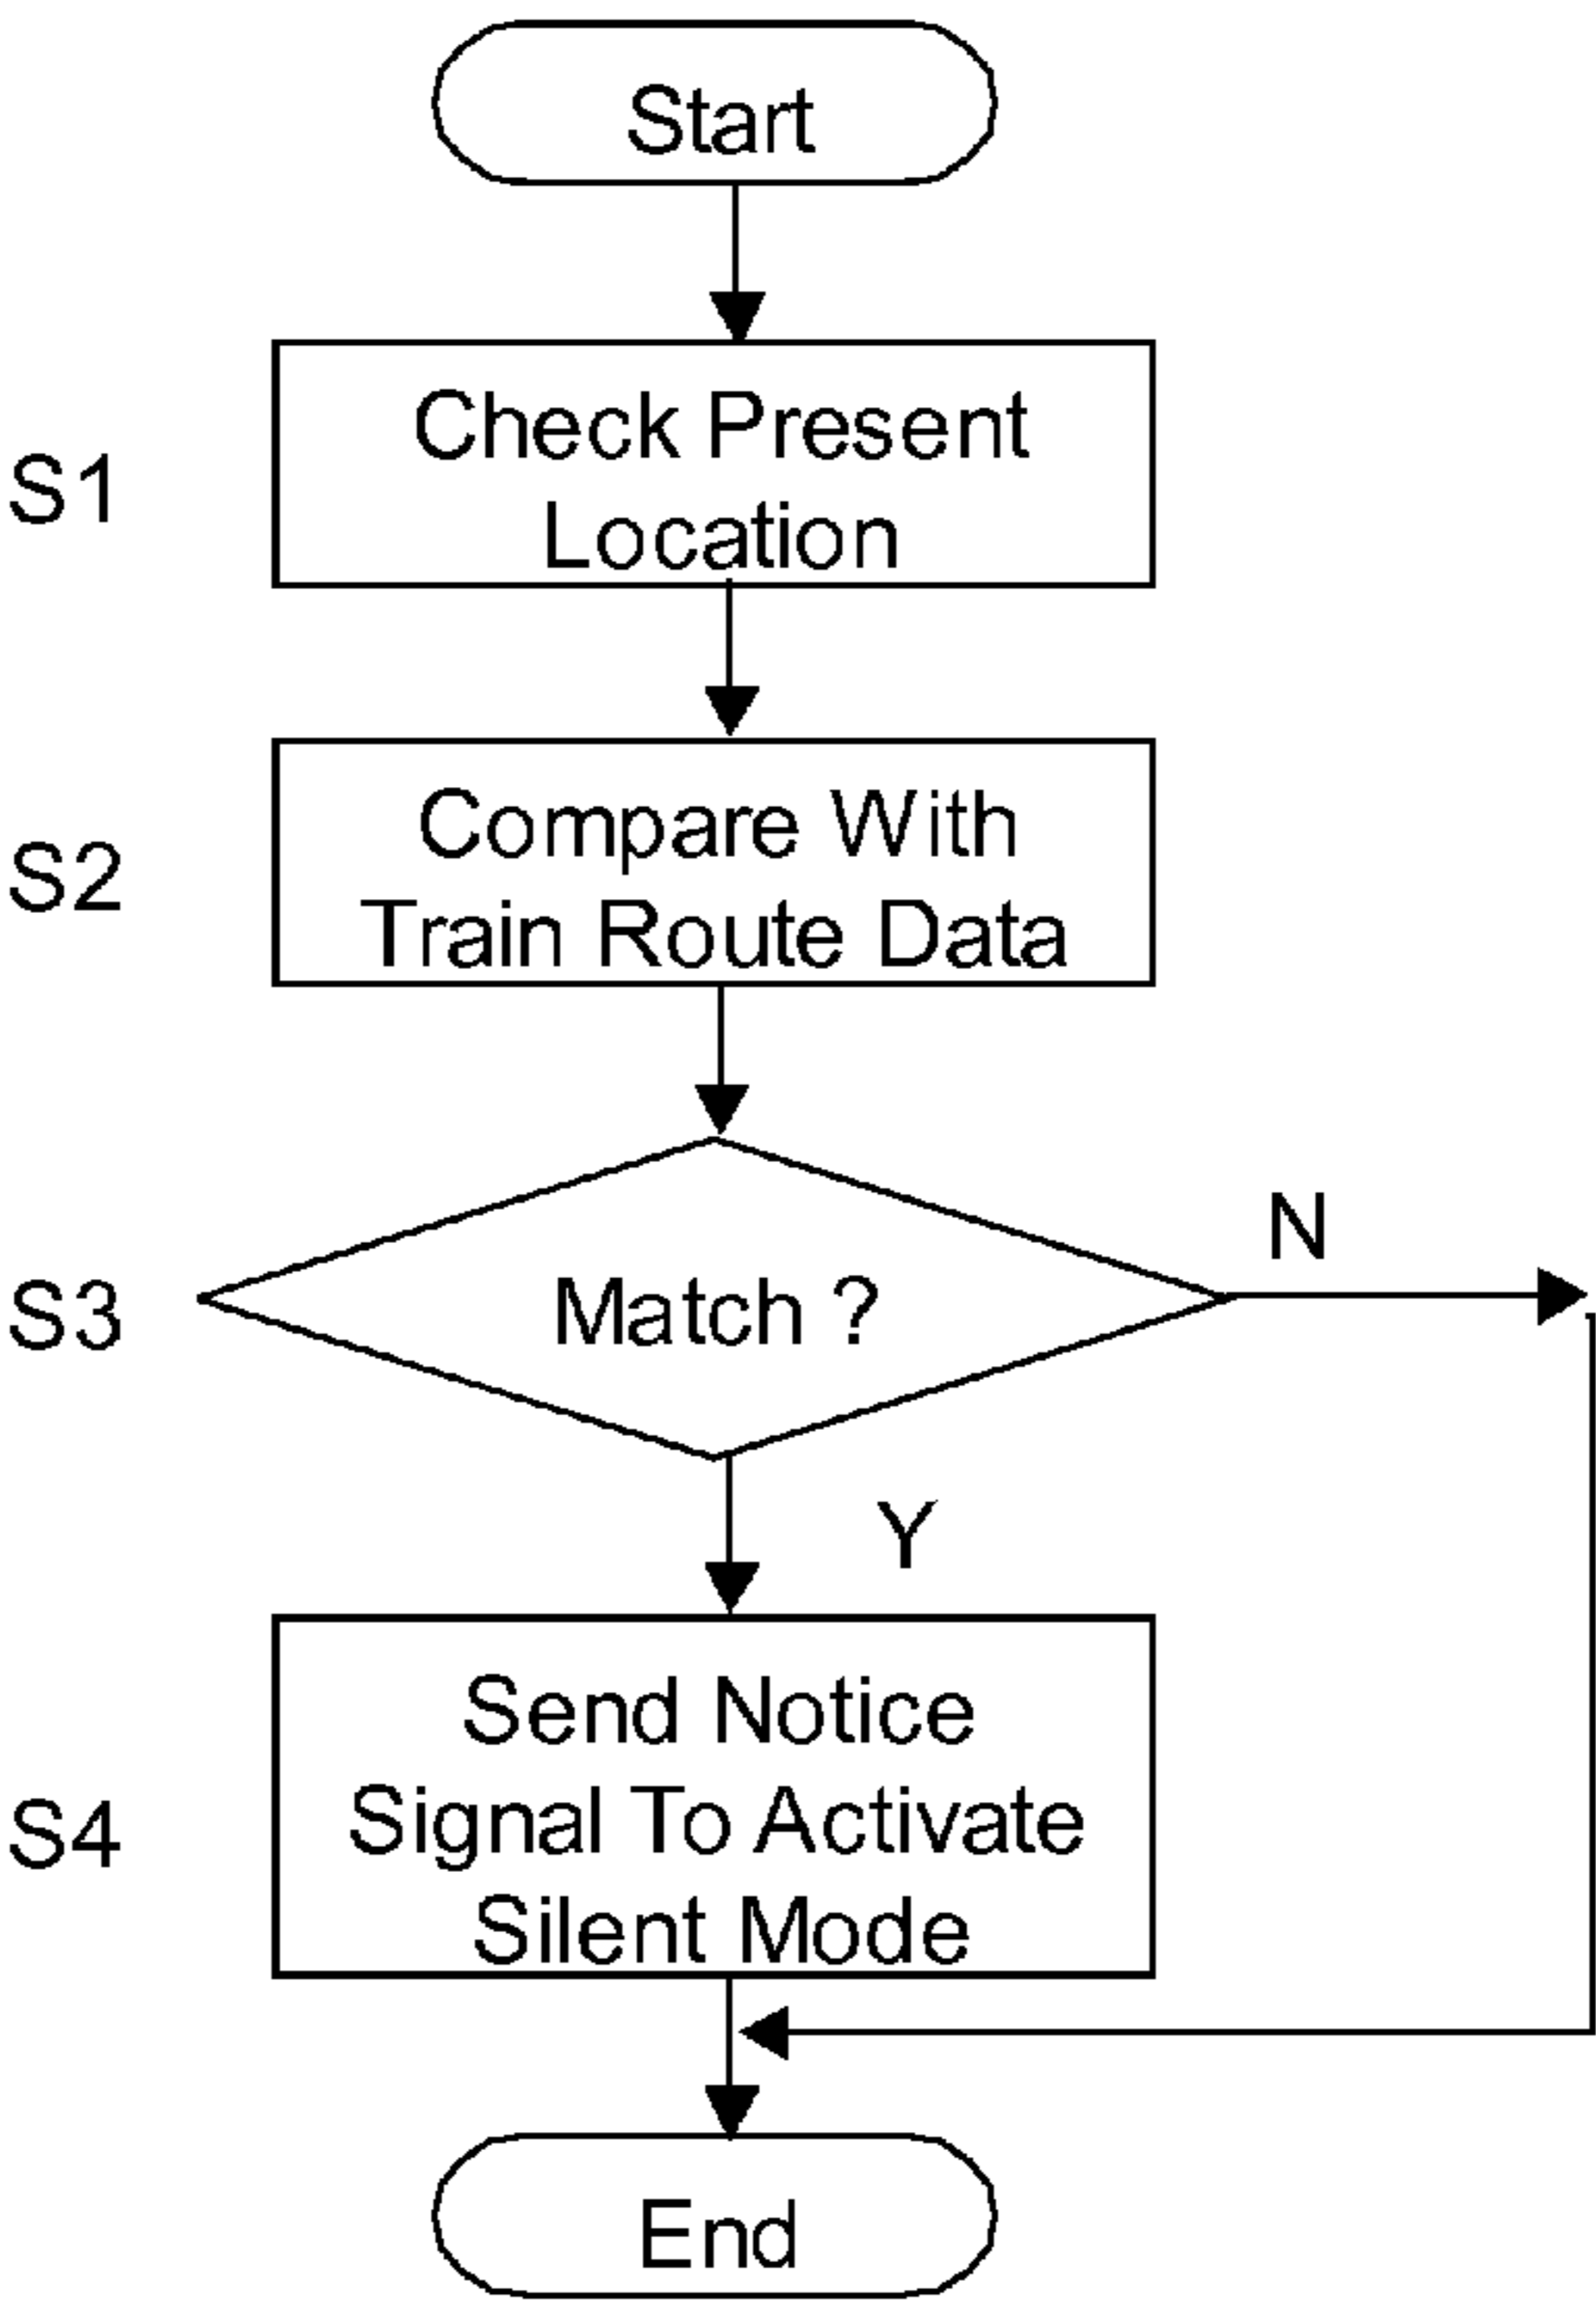 Start
S1
Check Present
Location
S2
Compare With
Train Route Data
S3
Match ?
N
Y
S4
Send Notice
Signal To Activate
Silent Mode
End